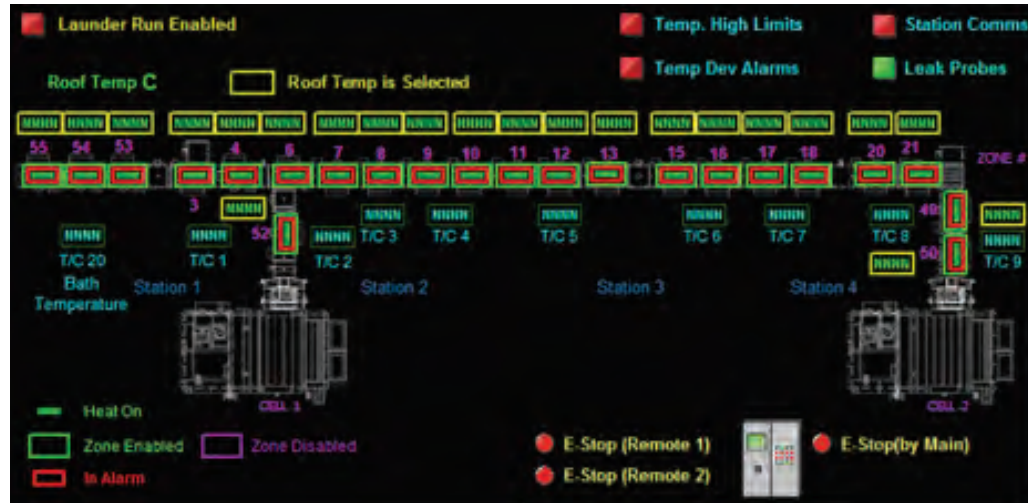 Launder Run Enabled
Temp. High Limits
Station Comms
Temp Dev Alarms
Leak Probes
Roof Temp C
Roof Temp is Selected
NNNN NNNN NNNN NNNN NNNN NNNN NNNN NNNN NNNN NNNN NNNN NNNN NNNN NNNN NNNN NNNN NNNN NNNN NNNN
55 54 53 4 6 7 8 9 10 11 12 13 15 16 17 18 20 21 ZONE #
3 NNNN NNNN NNNN NNNN NNNN NNNN NNNN 49 NNNN
NNNN NNNN 52 NNNN T/C 3 T/C 4 T/C 5 T/C 6 T/C 7 T/C 8 NNNN
T/C 20 T/C 1 T/C 2 NNNN 50 T/C 9
Bath
Temperature
Station 1 Station 2 Station 3 Station 4
CELL 1 CELL 2
Heat On
Zone Enabled Zone Disabled
In Alarm
E-Stop (Remote 1) E-Stop(by Main)
E-Stop (Remote 2)